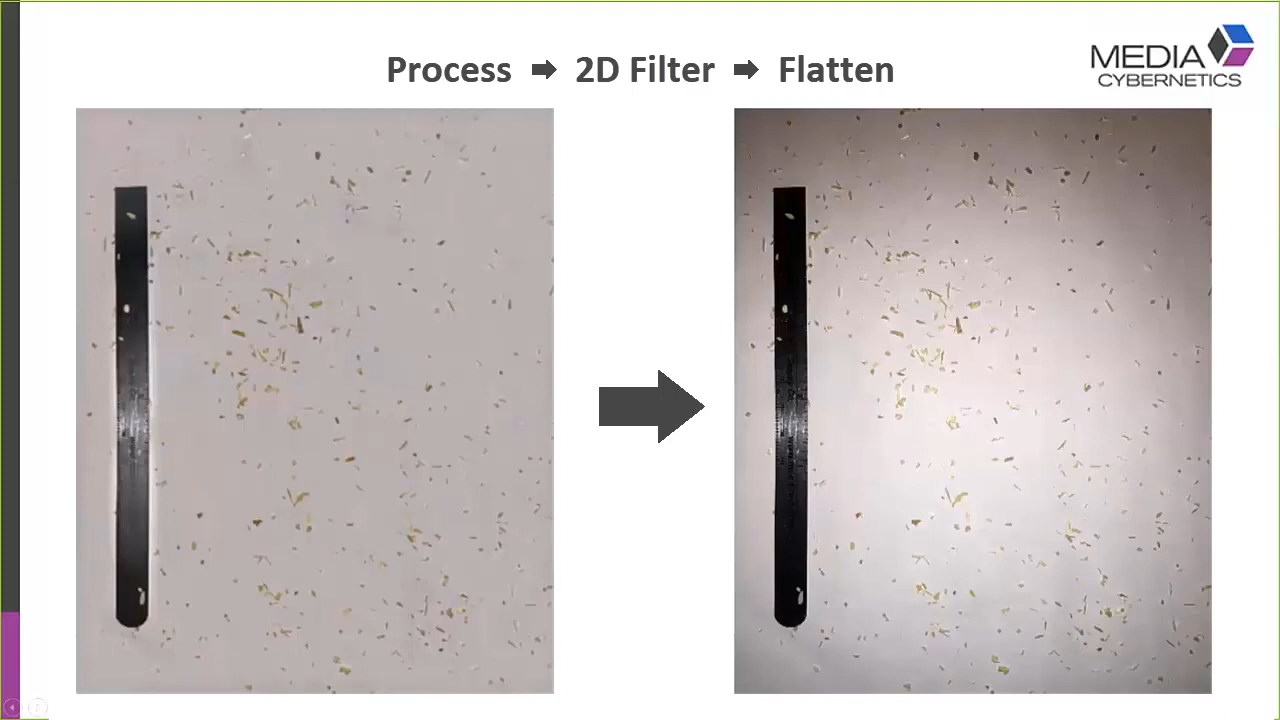 Process ➡ 2D Filter ➡ Flatten
MEDIA
CYBERNETICS